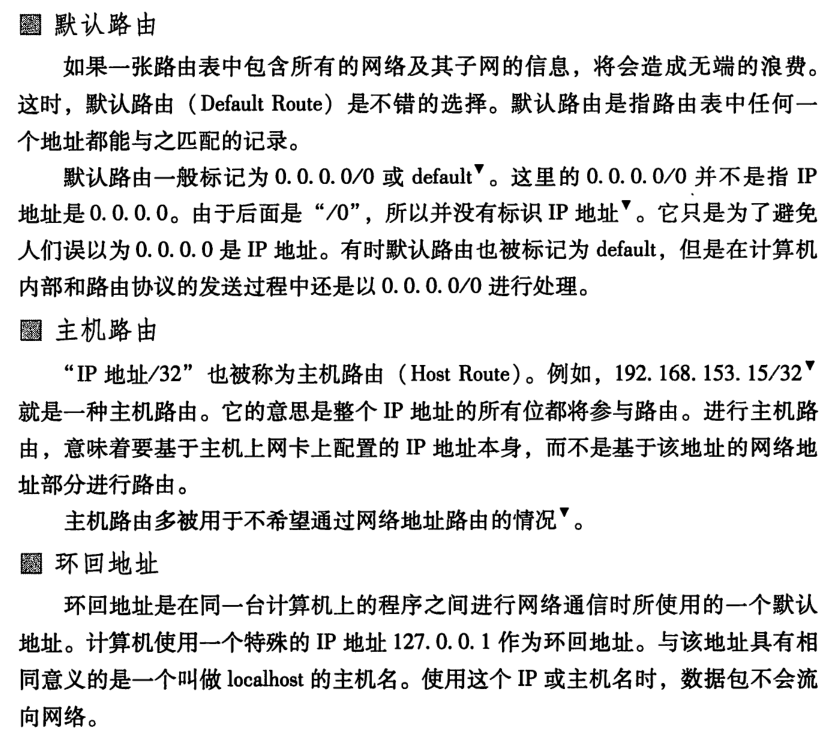 默认路由
如果一张路由表中包含所有的网络及其子网的信息，将会造成无端的浪费。
这时，默认路由（Default Route）是不错的选择。默认路由是指路由表中任何一
个地址都能与之匹配的记录。
默认路由一般标记为 0.0.0.0/0 或 default▼。这里的 0.0.0.0/0 并不是指 IP
地址是 0.0.0.0。由于后面是“/0”，所以并没有标识 IP 地址▼。它只是为了避免
人们误以为 0.0.0.0 是 IP 地址。有时默认路由也被标记为 default，但是在计算机
内部和路由协议的发送过程中还是以 0.0.0.0/0 进行处理。
主机路由
“IP 地址/32”也被称为主机路由（Host Route）。例如，192.168.153.15/32▼
就是一种主机路由。它的意思是整个 IP 地址的所有位都将参与路由。进行主机路
由，意味着要基于主机上网卡上配置的 IP 地址本身，而不是基于该地址的网络地
址部分进行路由。
主机路由多被用于不希望通过网络地址路由的情况▼。
环回地址
环回地址是在同一台计算机上的程序之间进行网络通信时所使用的一个默认
地址。计算机使用一个特殊的 IP 地址 127.0.0.1 作为环回地址。与该地址具有相
同意义的是一个叫做 localhost 的主机名。使用这个 IP 或主机名时，数据包不会流
向网络。